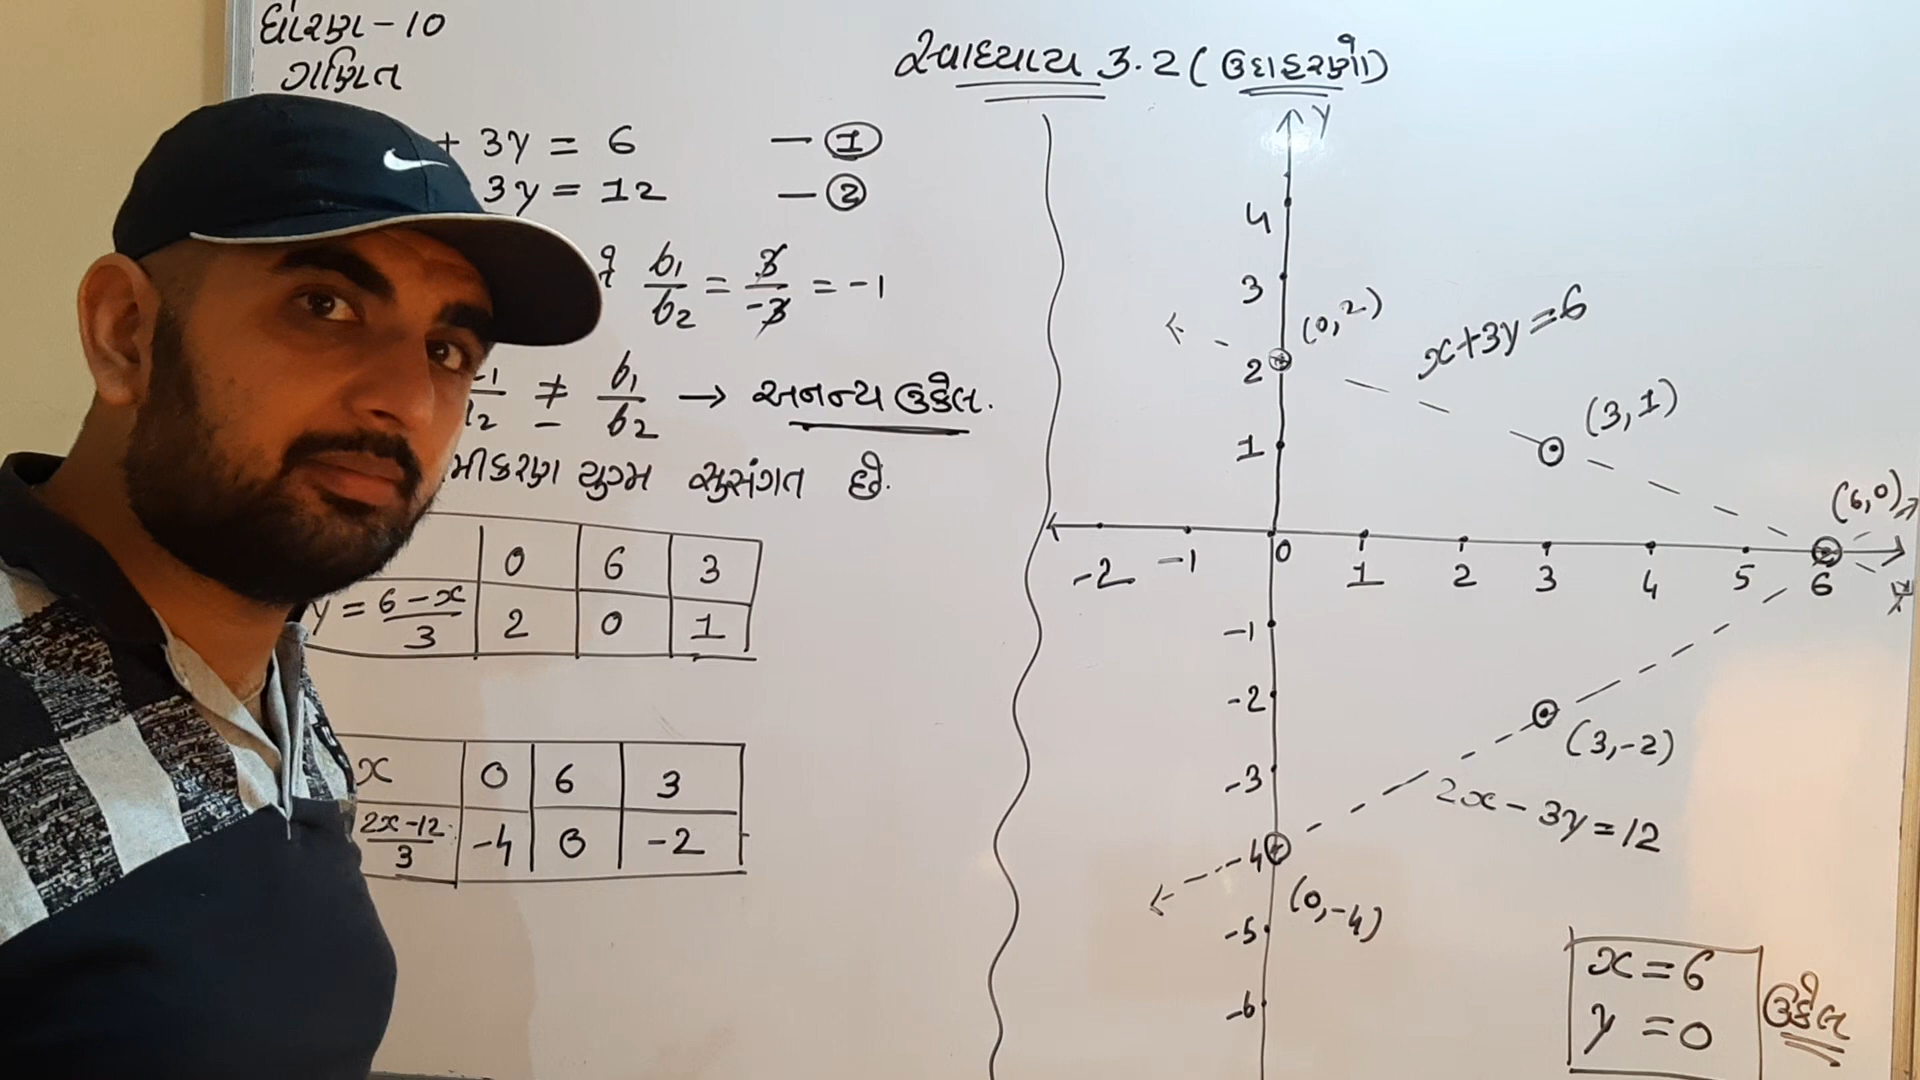 ધોરણ - 10
ગણિત
સ્વાધ્યાય 3.2 ( ઉદાહરણો )
+ 3y = 6 — 1
3y = 12 — 2
b₁/b₂ = 3/-3 = -1
≠ b₁/b₂ → અનન્ય ઉકેલ.
મીકરણ યુગ્મ સુસંગત છે.
0 6 3
y = 6-x/3 2 0 1
x 0 6 3
2x-12/3 -4 0 -2
Y
4
3
(0,2)
x+3y=6
2
(3,1)
1
(6,0)
-2 -1 0 1 2 3 4 5 6 X
-1
-2
(3,-2)
-3
2x-3y=12
-4
(0,-4)
-5
-6
x=6
y=0
ઉકેલ